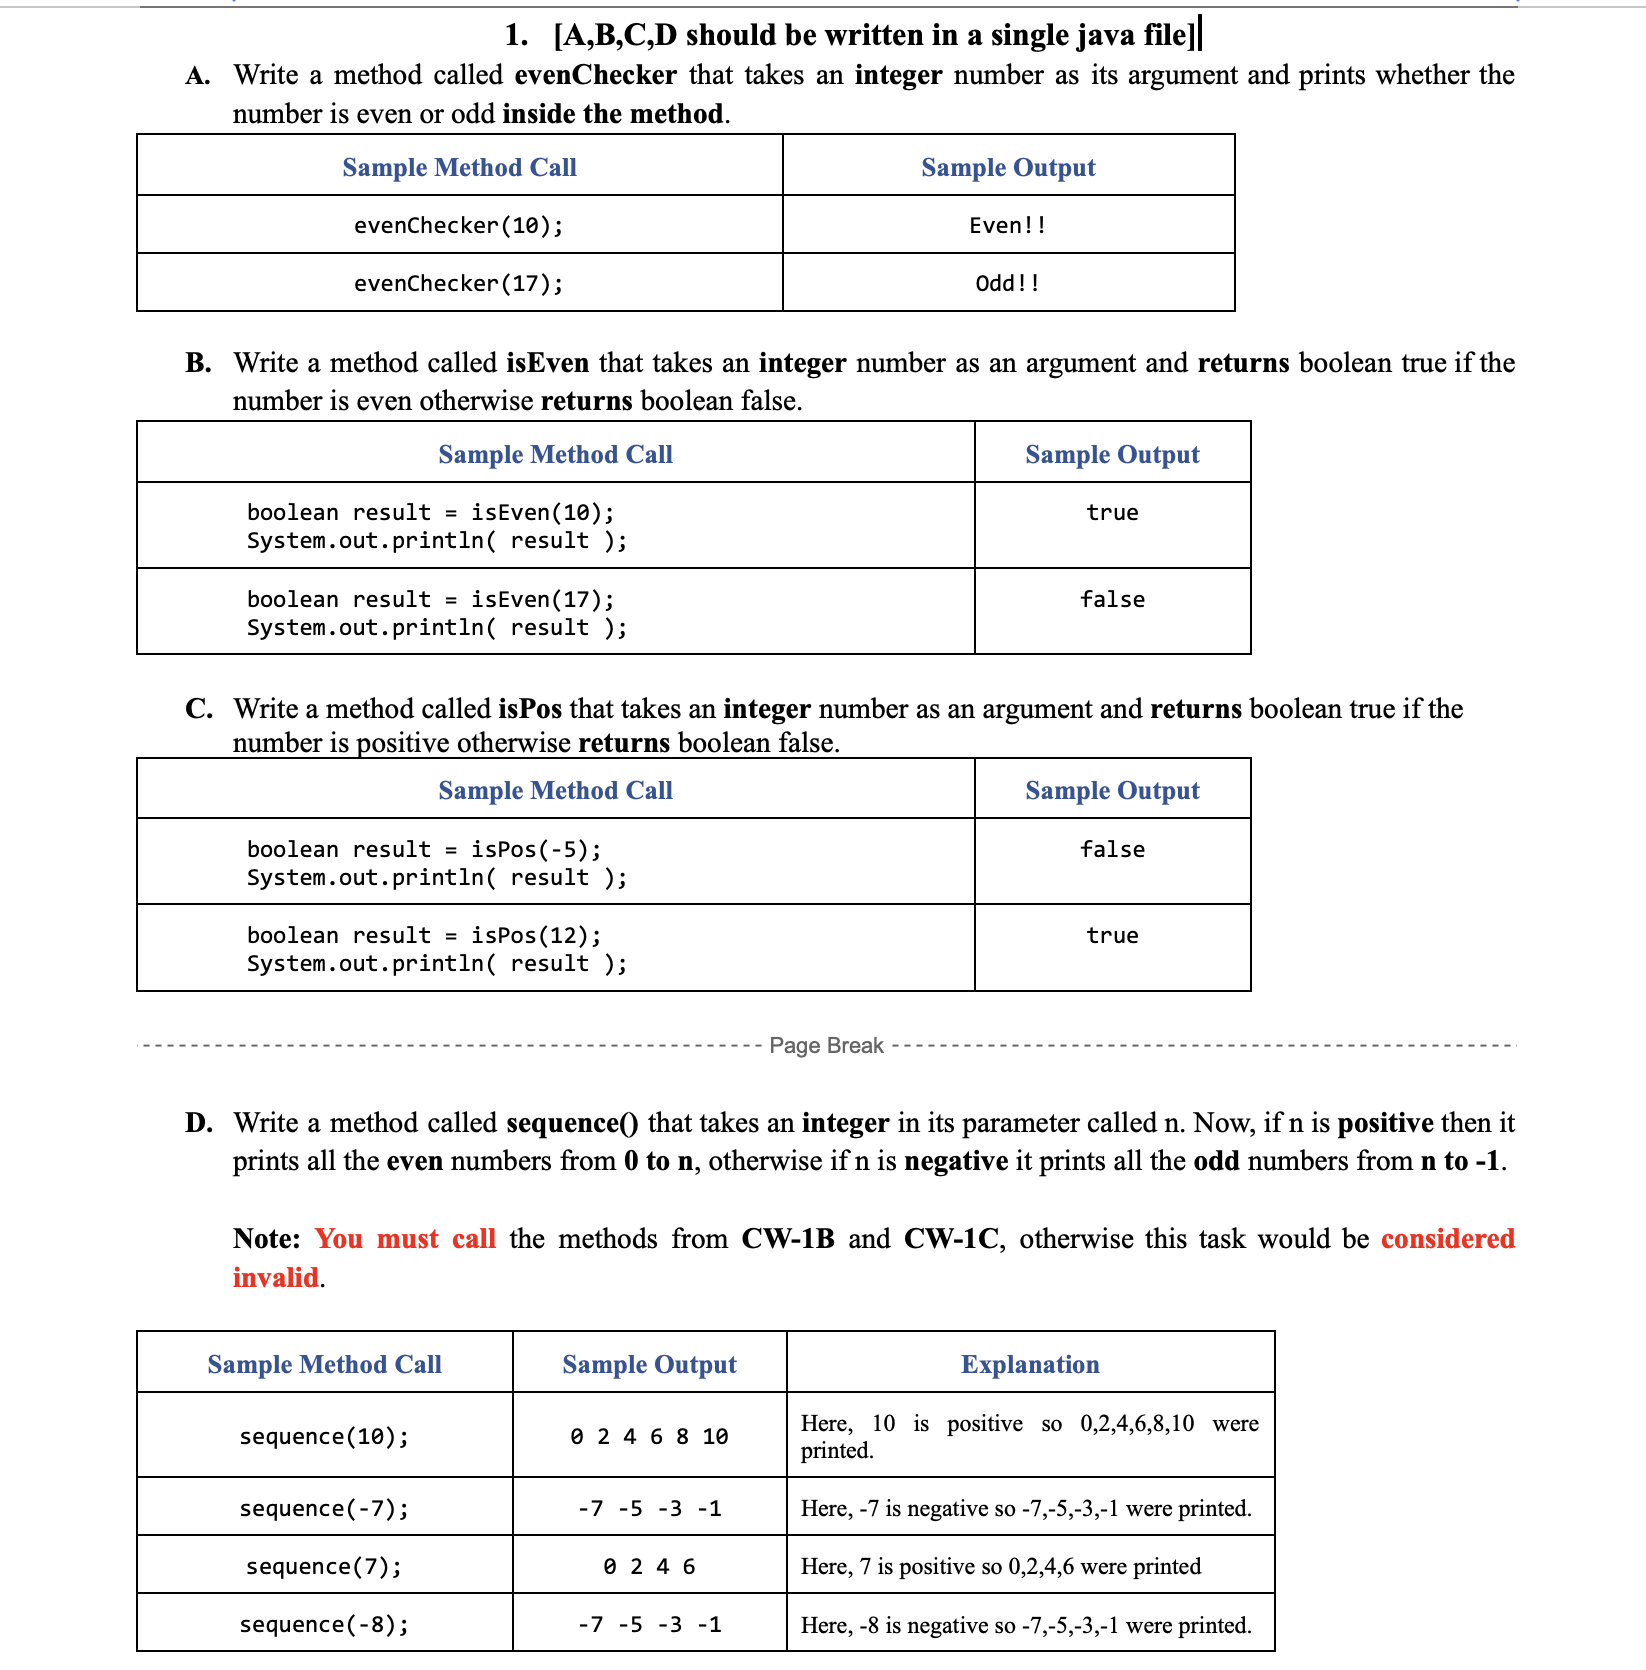 1. [A,B,C,D should be written in a single java file]
A. Write a method called evenChecker that takes an integer number as its argument and prints whether the
number is even or odd inside the method.
Sample Method Call Sample Output
evenChecker(10); Even!!
evenChecker(17); Odd!!
B. Write a method called isEven that takes an integer number as an argument and returns boolean true if the
number is even otherwise returns boolean false.
Sample Method Call Sample Output
boolean result = isEven(10); true
System.out.println( result );
boolean result = isEven(17); false
System.out.println( result );
C. Write a method called isPos that takes an integer number as an argument and returns boolean true if the
number is positive otherwise returns boolean false.
Sample Method Call Sample Output
boolean result = isPos(-5); false
System.out.println( result );
boolean result = isPos(12); true
System.out.println( result );
Page Break
D. Write a method called sequence() that takes an integer in its parameter called n. Now, if n is positive then it
prints all the even numbers from 0 to n, otherwise if n is negative it prints all the odd numbers from n to -1.
Note: You must call the methods from CW-1B and CW-1C, otherwise this task would be considered
invalid.
Sample Method Call Sample Output Explanation
sequence(10); 0 2 4 6 8 10 Here, 10 is positive so 0,2,4,6,8,10 were
printed.
sequence(-7); -7 -5 -3 -1 Here, -7 is negative so -7,-5,-3,-1 were printed.
sequence(7); 0 2 4 6 Here, 7 is positive so 0,2,4,6 were printed
sequence(-8); -7 -5 -3 -1 Here, -8 is negative so -7,-5,-3,-1 were printed.